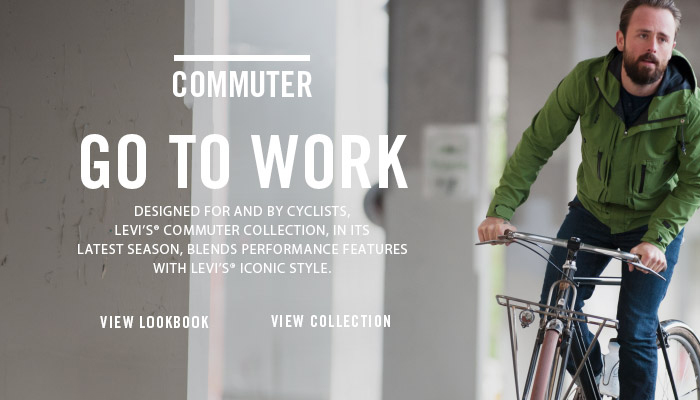 COMMUTER
GO TO WORK
DESIGNED FOR AND BY CYCLISTS,
LEVI'S® COMMUTER COLLECTION, IN ITS
LATEST SEASON, BLENDS PERFORMANCE FEATURES
WITH LEVI'S® ICONIC STYLE.
VIEW LOOKBOOK
VIEW COLLECTION